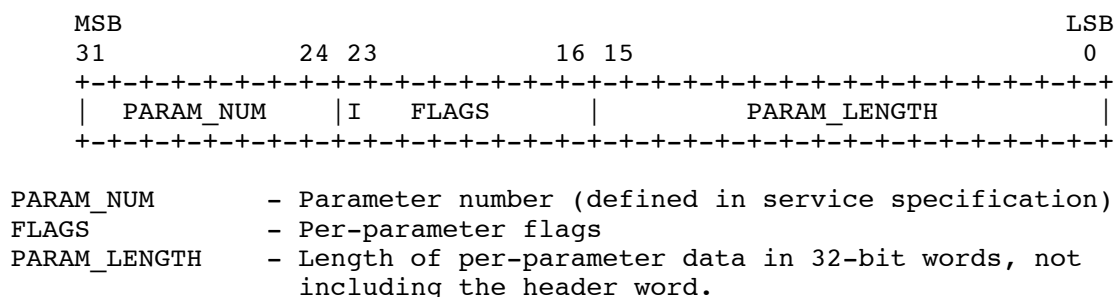 MSB                                                          LSB
31            24 23           16 15                            0
+-+-+-+-+-+-+-+-+-+-+-+-+-+-+-+-+-+-+-+-+-+-+-+-+-+-+-+-+-+-+-+-+
|  PARAM_NUM    |I   FLAGS      |         PARAM_LENGTH          |
+-+-+-+-+-+-+-+-+-+-+-+-+-+-+-+-+-+-+-+-+-+-+-+-+-+-+-+-+-+-+-+-+
PARAM_NUM       - Parameter number (defined in service specification)
FLAGS           - Per-parameter flags
PARAM_LENGTH    - Length of per-parameter data in 32-bit words, not
                  including the header word.